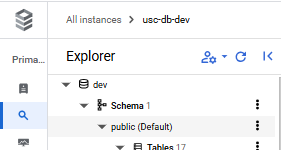 All instances > usc-db-dev
Prima...
Explorer
dev
Schema 1
public (Default)
Tables 17